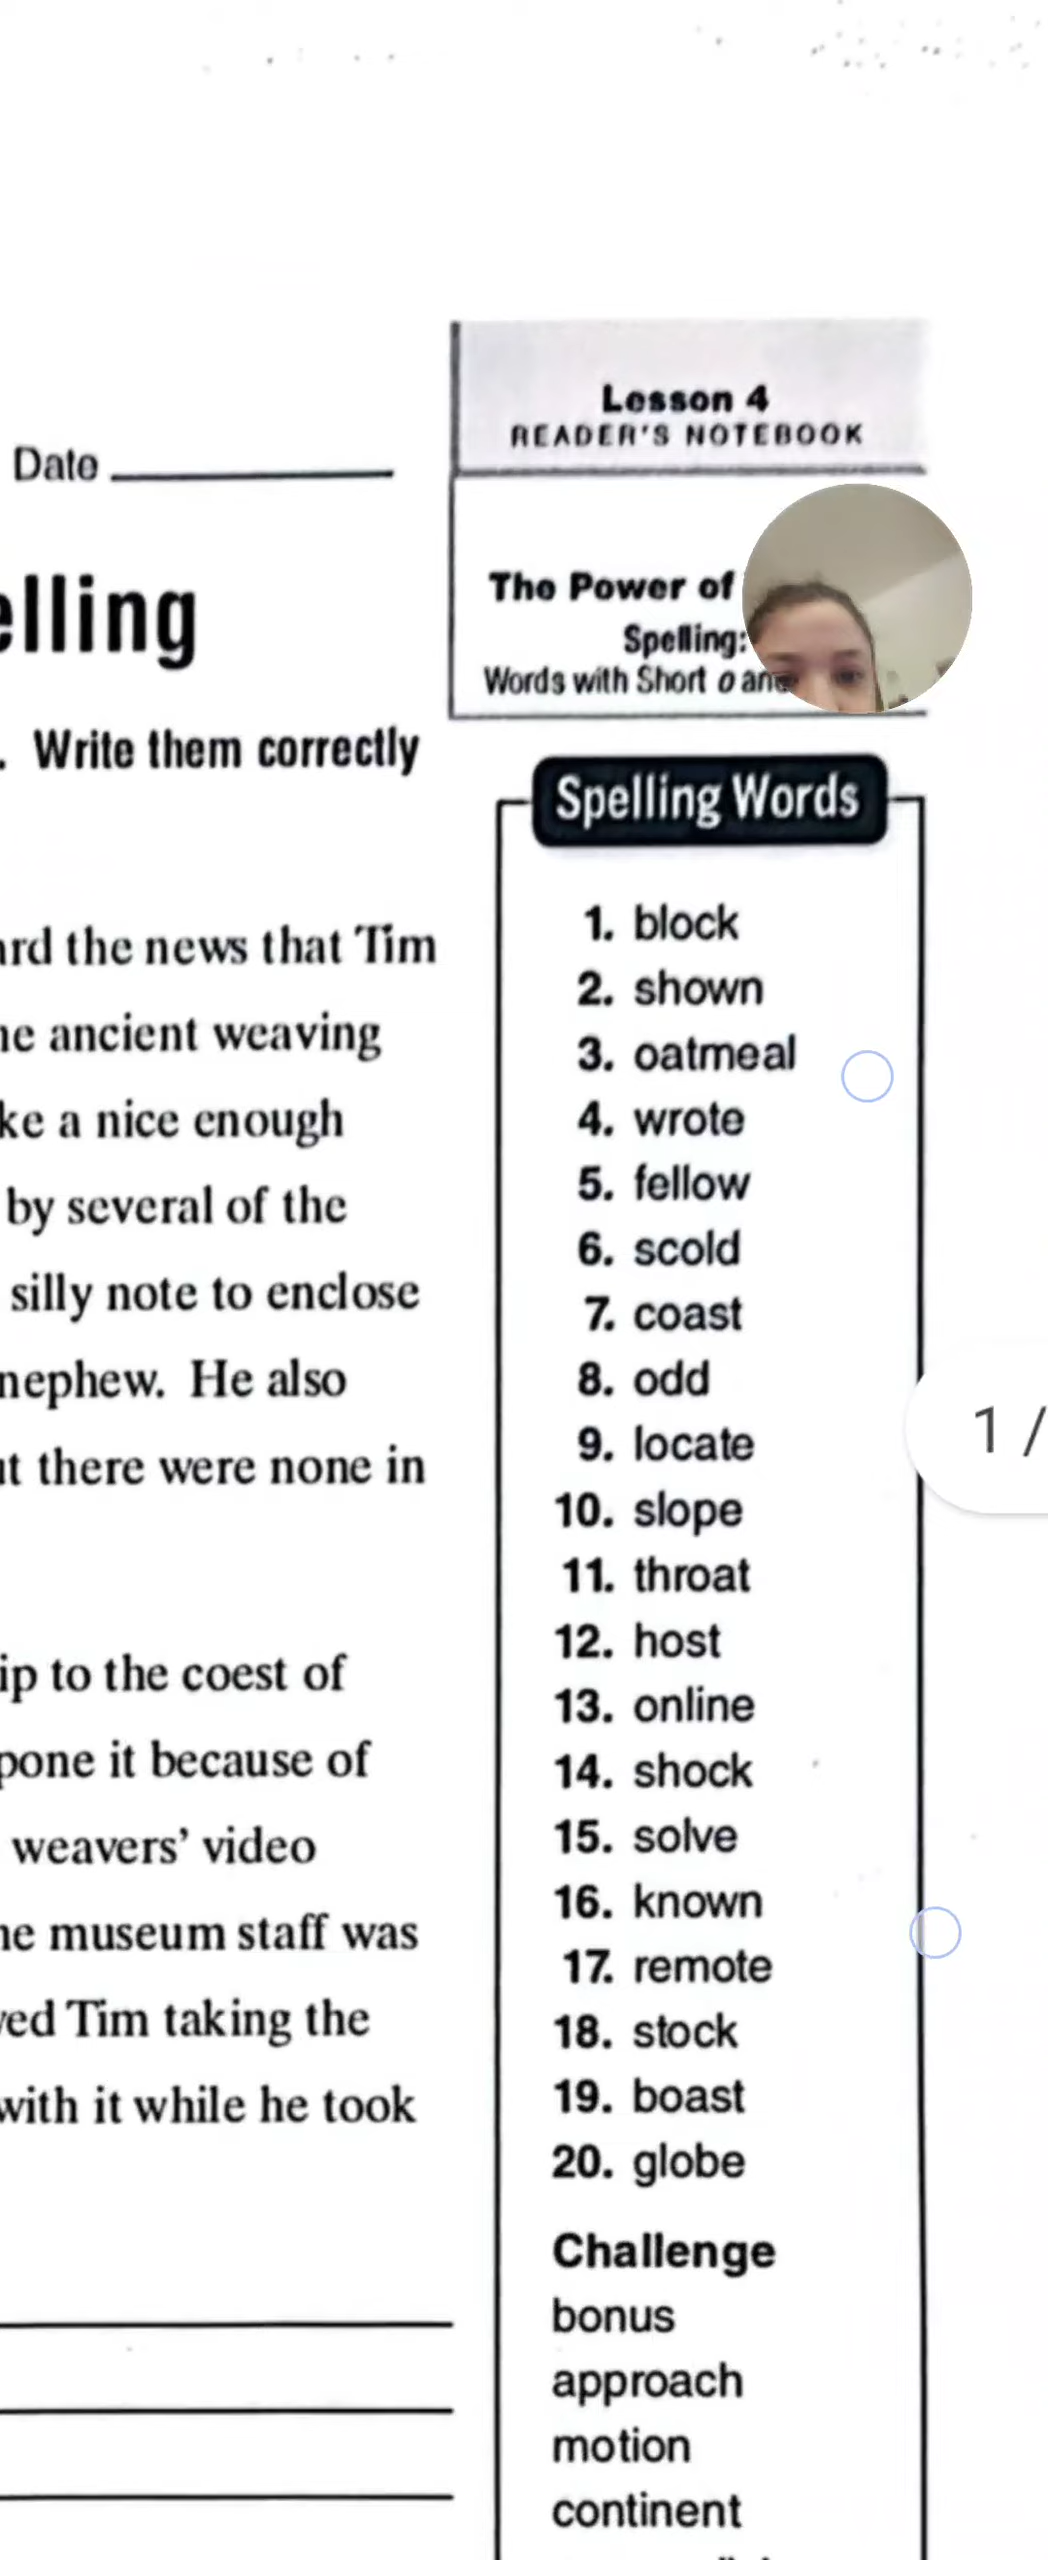 Lesson 4
READER'S NOTEBOOK
Date
The Power of
Spelling:
Words with Short o and
elling
. Write them correctly
Spelling Words
ard the news that Tim
ne ancient weaving
ke a nice enough
by several of the
silly note to enclose
nephew. He also
ut there were none in
ip to the coest of
pone it because of
weavers' video
ne museum staff was
ved Tim taking the
with it while he took
1. block
2. shown
3. oatmeal
4. wrote
5. fellow
6. scold
7. coast
8. odd
9. locate
10. slope
11. throat
12. host
13. online
14. shock
15. solve
16. known
17. remote
18. stock
19. boast
20. globe
Challenge
bonus
approach
motion
continent
1 /